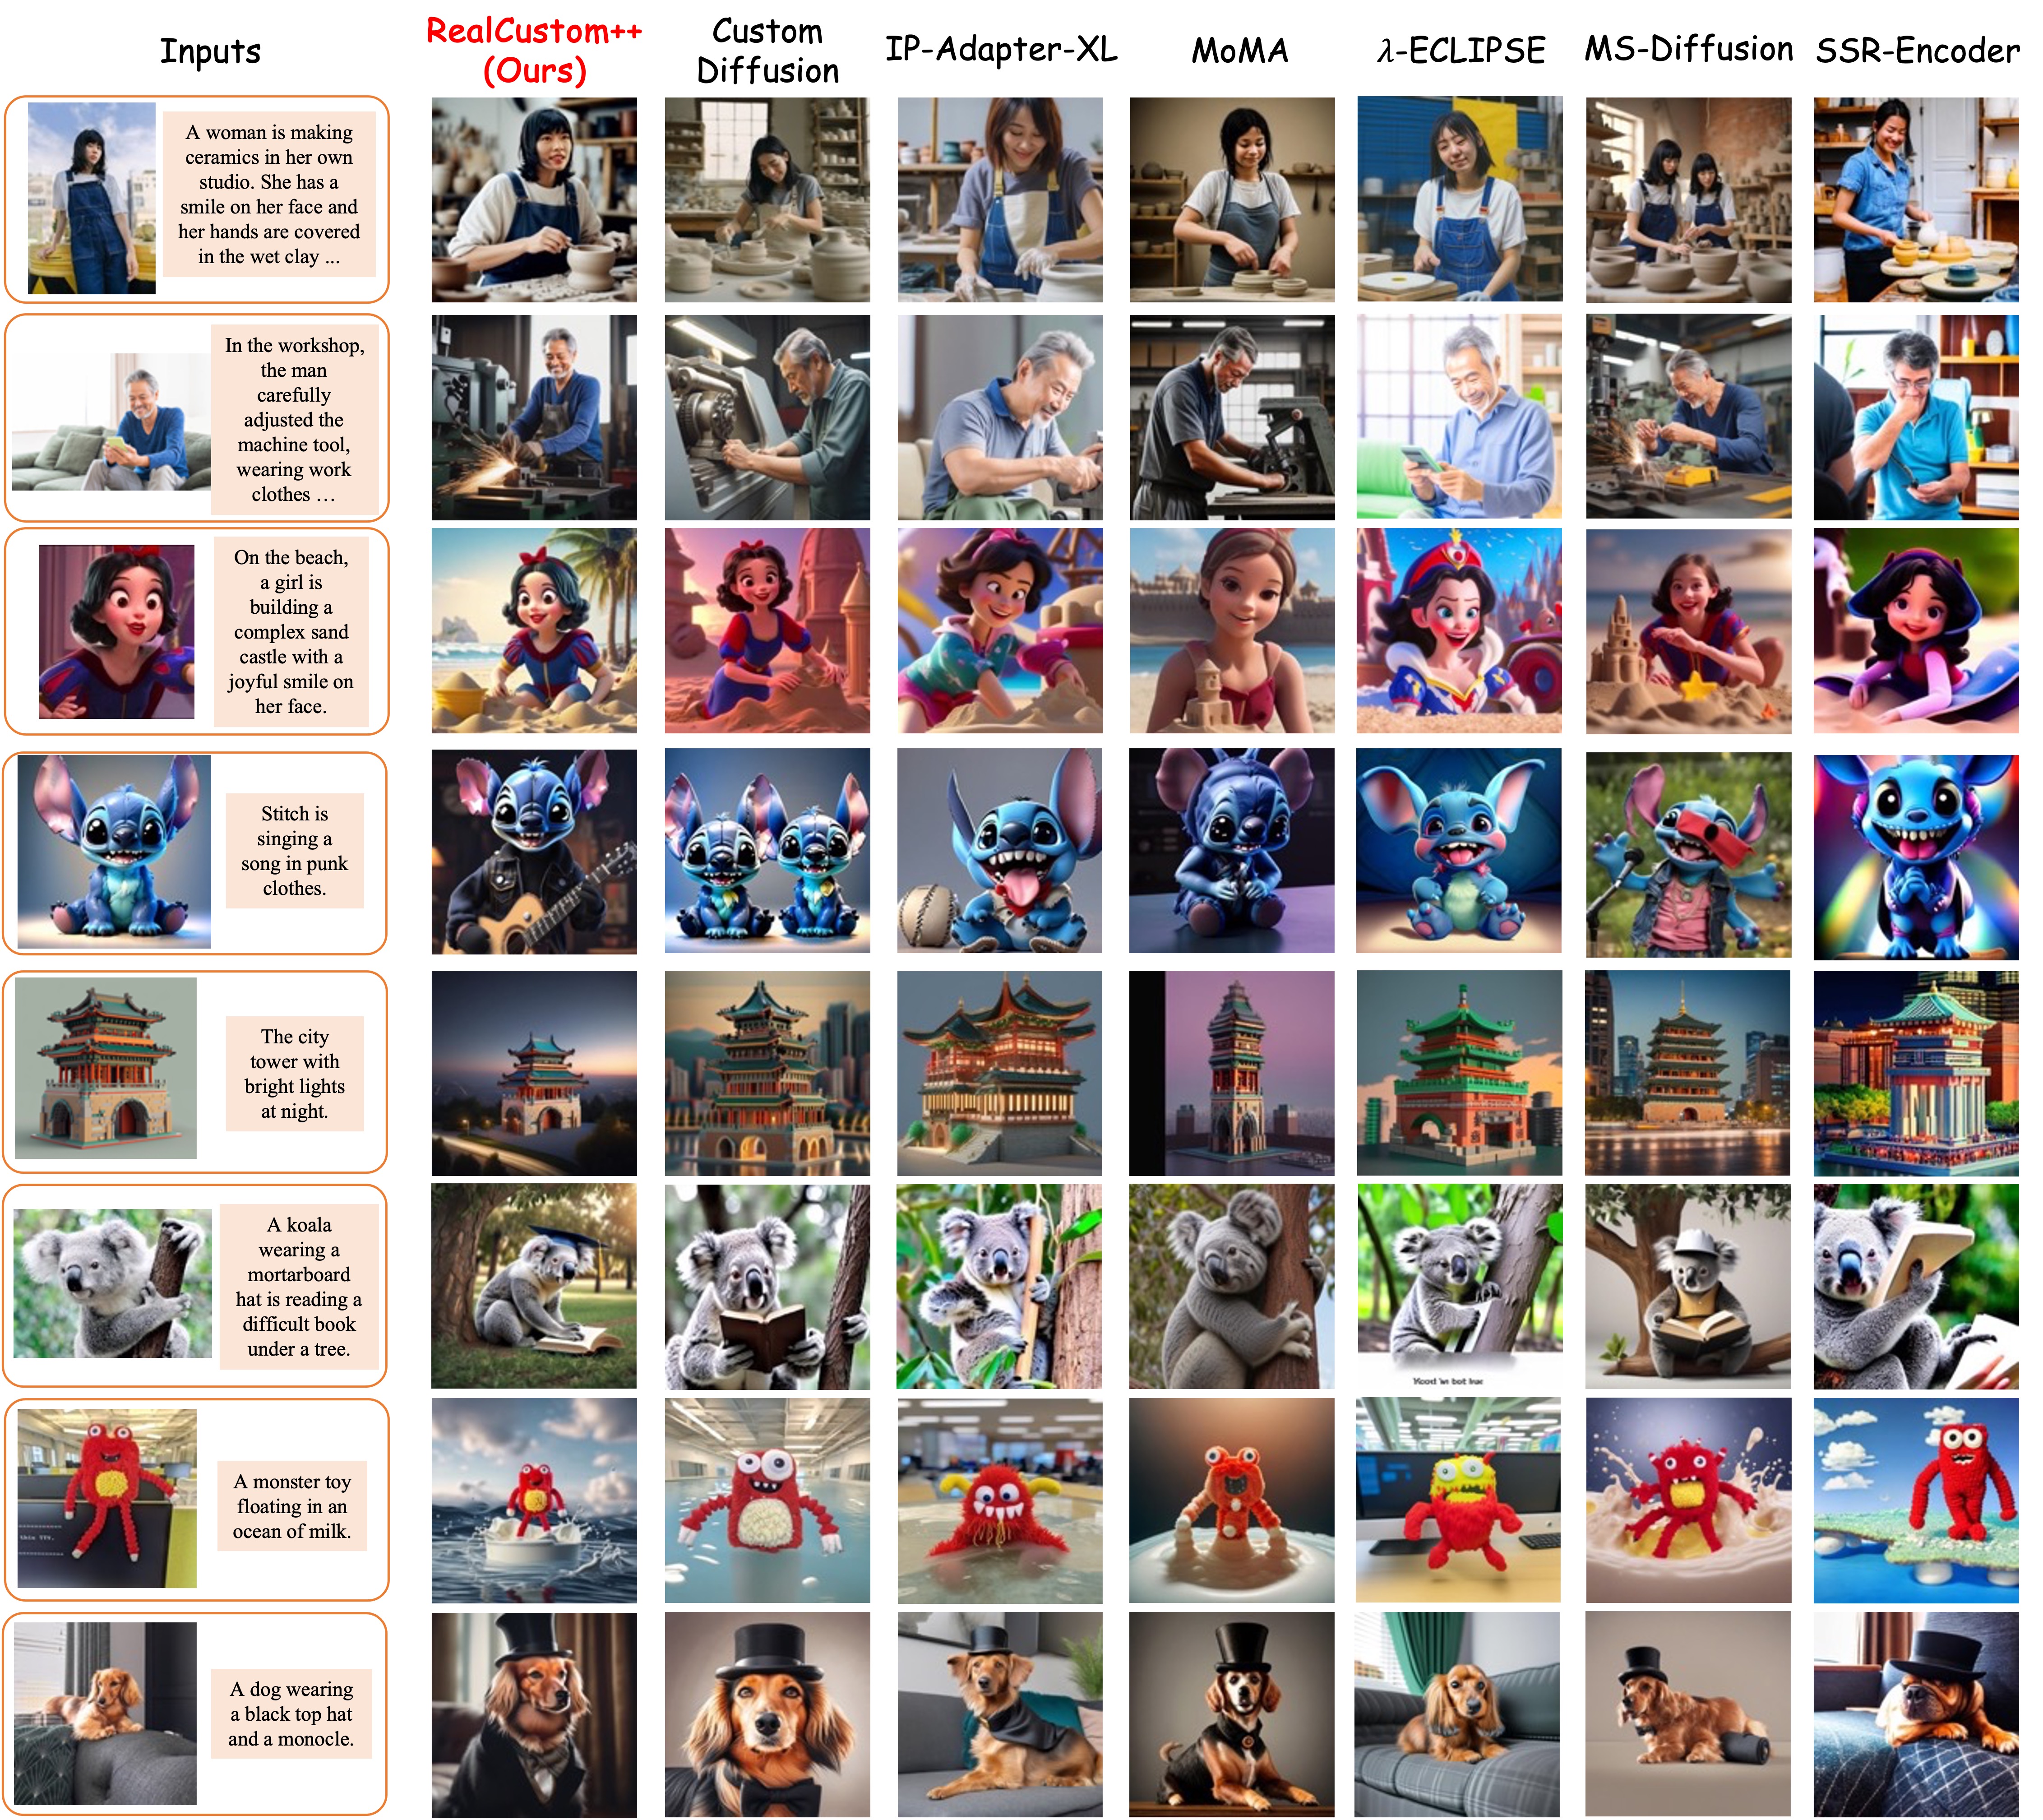 Inputs
RealCustom++
(Ours)
Custom
Diffusion
IP-Adapter-XL
MoMA
λ-ECLIPSE
MS-Diffusion
SSR-Encoder
A woman is making
ceramics in her own
studio. She has a
smile on her face and
her hands are covered
in the wet clay ...
In the workshop,
the man
carefully
adjusted the
machine tool,
wearing work
clothes …
On the beach,
a girl is
building a
complex sand
castle with a
joyful smile on
her face.
Stitch is
singing a
song in punk
clothes.
The city
tower with
bright lights
at night.
A koala
wearing a
mortarboard
hat is reading a
difficult book
under a tree.
A monster toy
floating in an
ocean of milk.
A dog wearing
a black top hat
and a monocle.